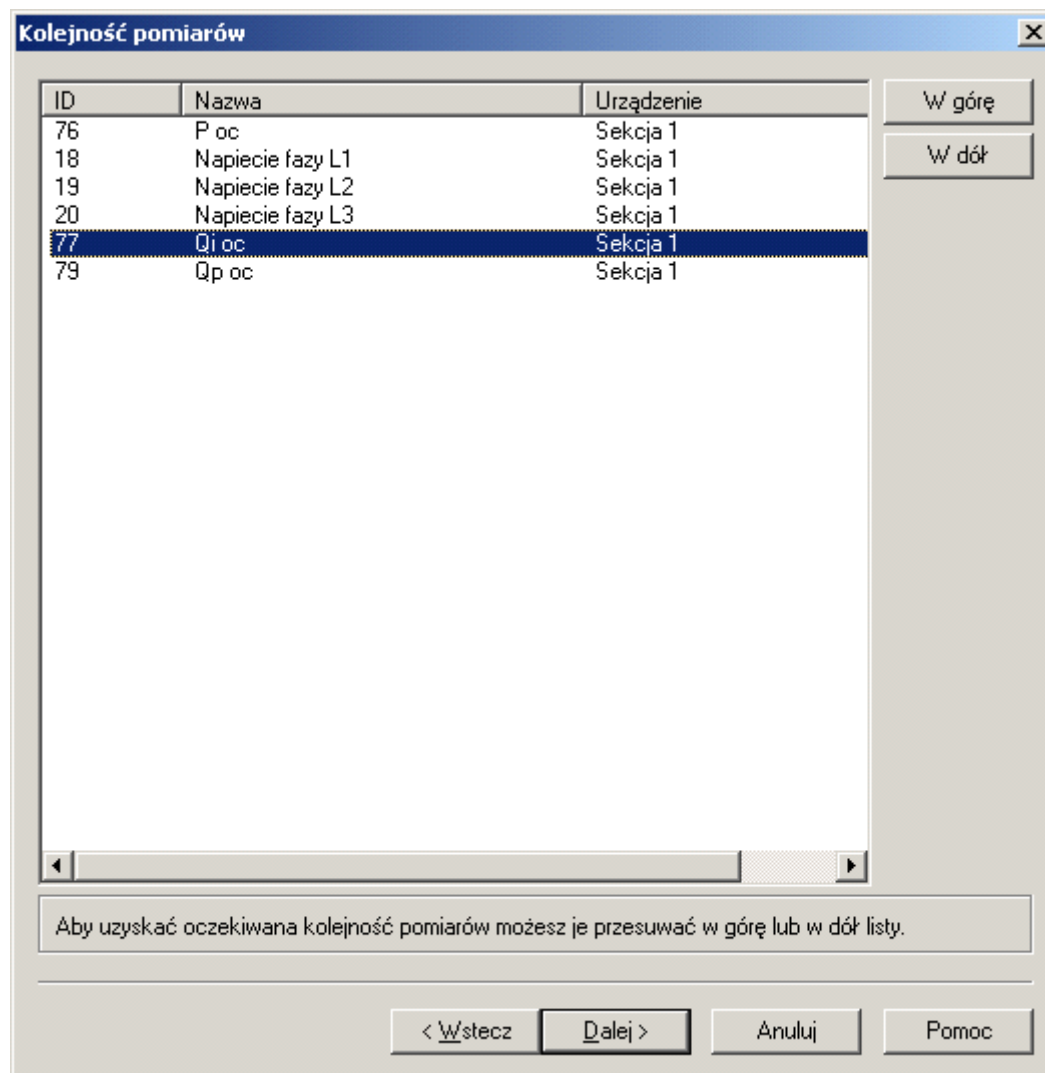 Kolejność pomiarów
ID Nazwa Urządzenie
76 P oc Sekcja 1
18 Napiecie fazy L1 Sekcja 1
19 Napiecie fazy L2 Sekcja 1
20 Napiecie fazy L3 Sekcja 1
77 Qi oc Sekcja 1
79 Qp oc Sekcja 1
W górę
W dół
Aby uzyskać oczekiwana kolejność pomiarów możesz je przesuwać w górę lub w dół listy.
< Wstecz Dalej > Anuluj Pomoc